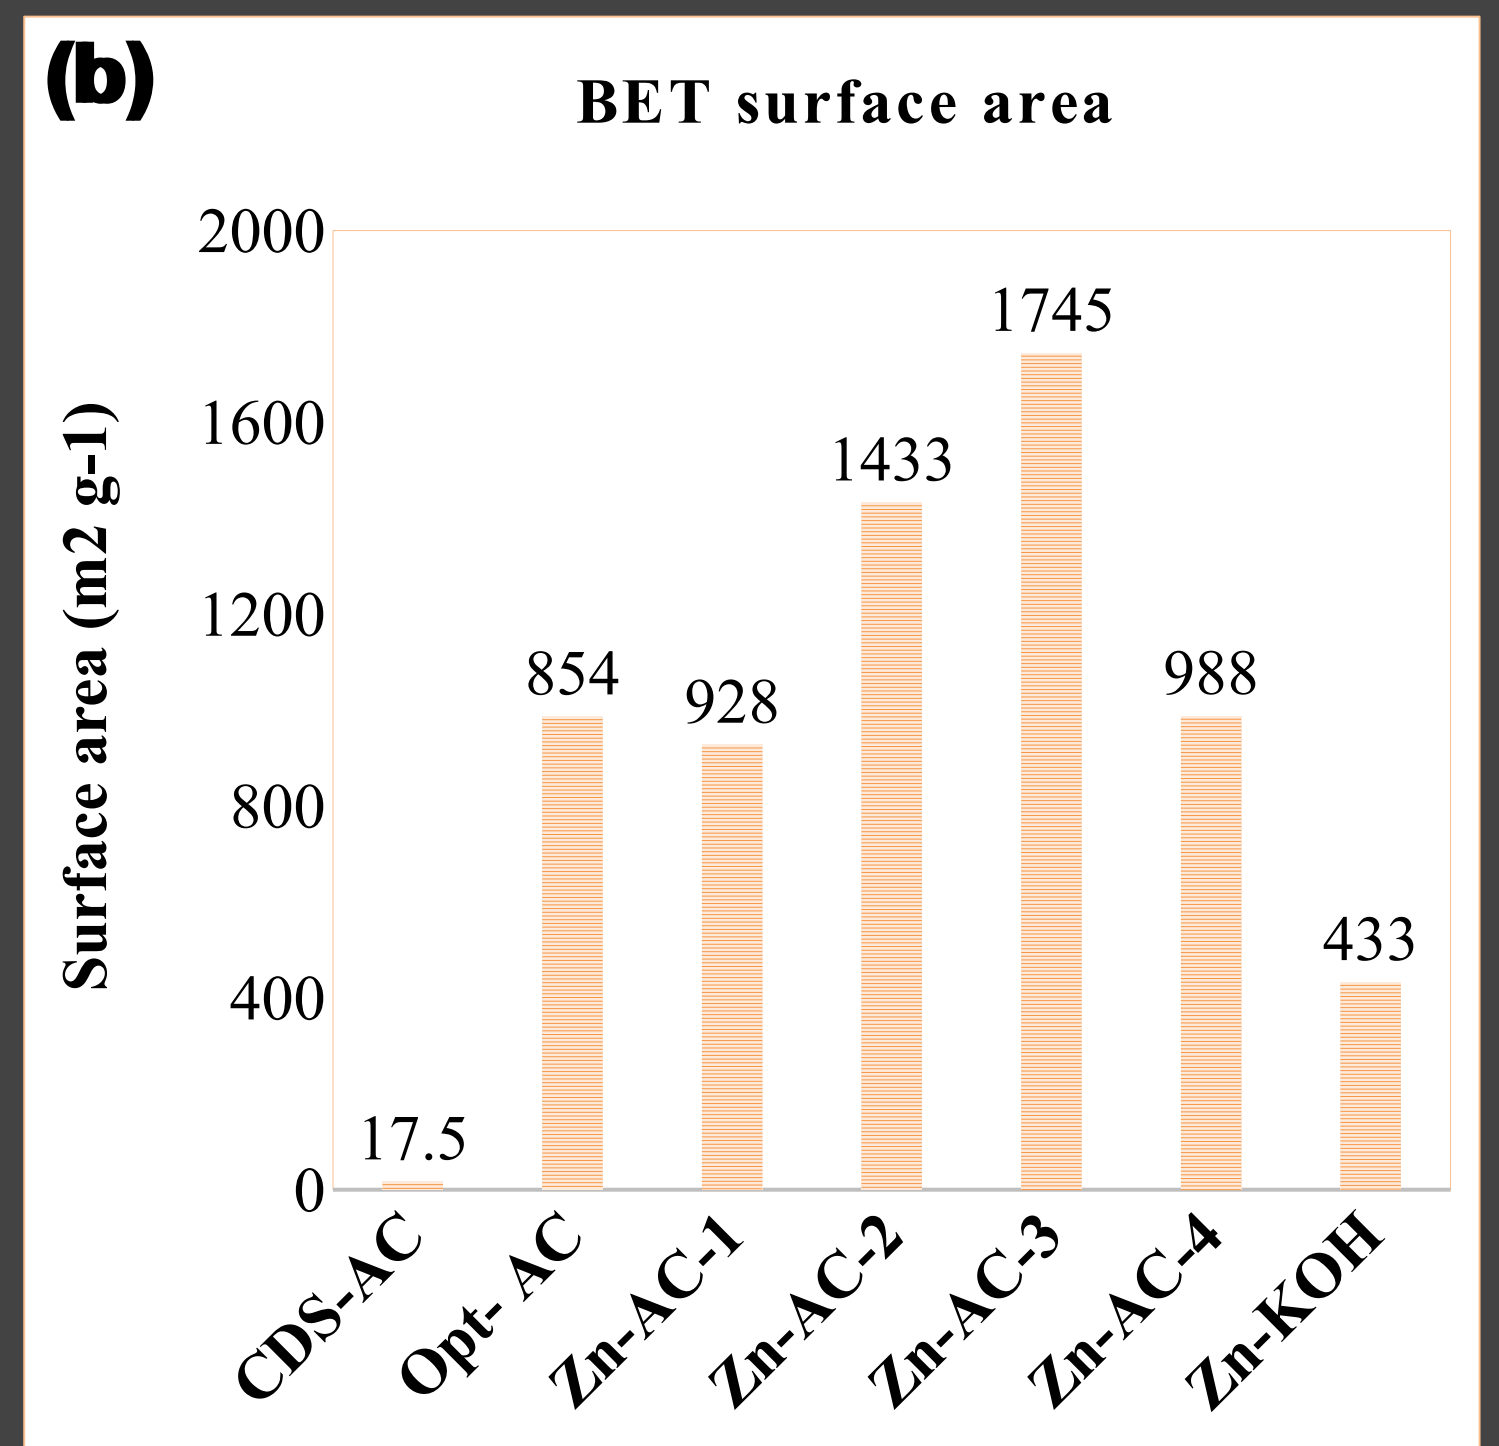 (b)
BET surface area
Surface area (m2 g-1)
2000
1600
1200
800
400
0
17.5
854
928
1433
1745
988
433
CDS-AC
Opt- AC
Zn-AC-1
Zn-AC-2
Zn-AC-3
Zn-AC-4
Zn-KOH